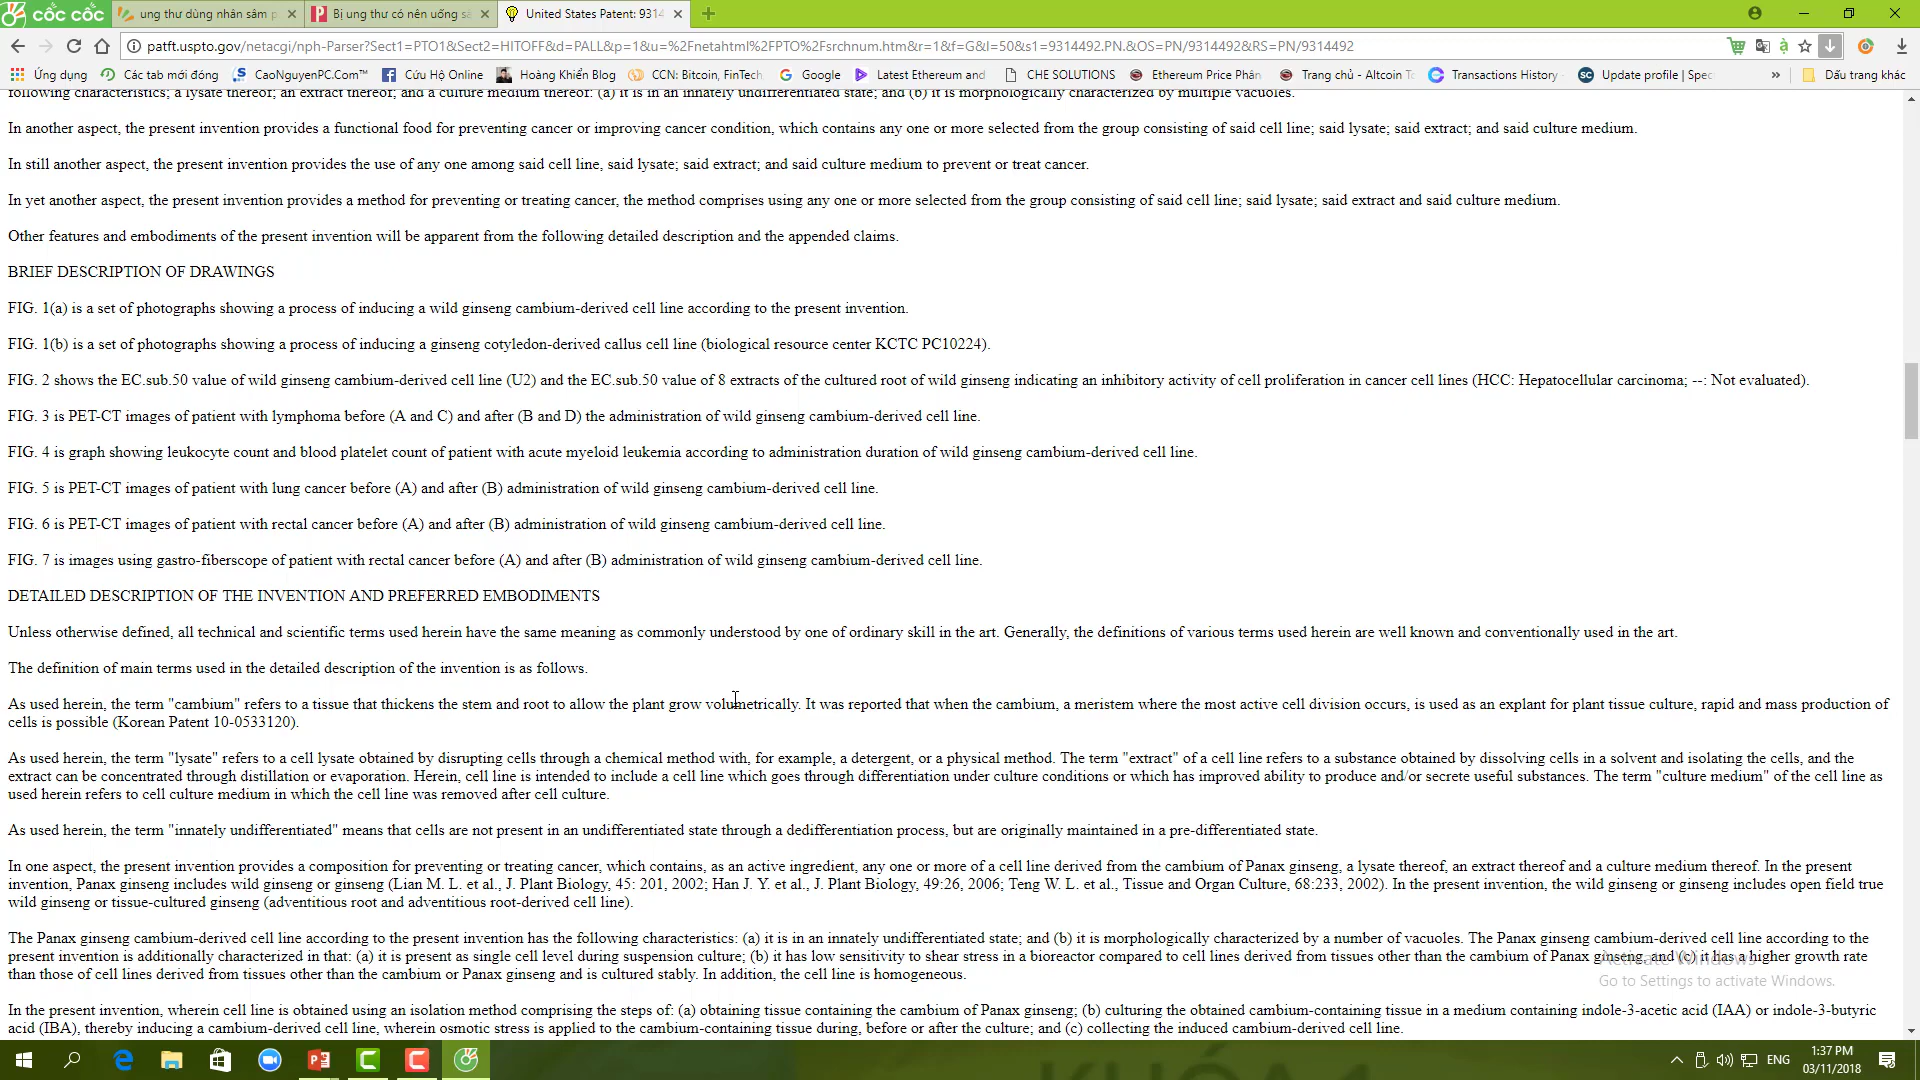 cốc cốc
ung thư dùng nhân sâm p
Bị ung thư có nên uống sâ
United States Patent: 9314
patft.uspto.gov/netacgi/nph-Parser?Sect1=PTO1&Sect2=HITOFF&d=PALL&p=1&u=%2Fnetahtml%2FPTO%2Fsrchnum.htm&r=1&f=G&l=50&s1=9314492.PN.&OS=PN/9314492&RS=PN/9314492
Ứng dụng
Các tab mới đóng
CaoNguyenPC.Com™
Cứu Hộ Online
Hoàng Khiển Blog
CCN: Bitcoin, FinTech
Google
Latest Ethereum and
CHE SOLUTIONS
Ethereum Price Phân
Trang chủ - Altcoin T
Transactions History
Update profile | Spec
»
Dấu trang khác
following characteristics; a lysate thereof; an extract thereof; and a culture medium thereof: (a) it is in an innately undifferentiated state; and (b) it is morphologically characterized by multiple vacuoles.
In another aspect, the present invention provides a functional food for preventing cancer or improving cancer condition, which contains any one or more selected from the group consisting of said cell line; said lysate; said extract; and said culture medium.
In still another aspect, the present invention provides the use of any one among said cell line, said lysate; said extract; and said culture medium to prevent or treat cancer.
In yet another aspect, the present invention provides a method for preventing or treating cancer, the method comprises using any one or more selected from the group consisting of said cell line; said lysate; said extract and said culture medium.
Other features and embodiments of the present invention will be apparent from the following detailed description and the appended claims.
BRIEF DESCRIPTION OF DRAWINGS
FIG. 1(a) is a set of photographs showing a process of inducing a wild ginseng cambium-derived cell line according to the present invention.
FIG. 1(b) is a set of photographs showing a process of inducing a ginseng cotyledon-derived callus cell line (biological resource center KCTC PC10224).
FIG. 2 shows the EC.sub.50 value of wild ginseng cambium-derived cell line (U2) and the EC.sub.50 value of 8 extracts of the cultured root of wild ginseng indicating an inhibitory activity of cell proliferation in cancer cell lines (HCC: Hepatocellular carcinoma; --: Not evaluated).
FIG. 3 is PET-CT images of patient with lymphoma before (A and C) and after (B and D) the administration of wild ginseng cambium-derived cell line.
FIG. 4 is graph showing leukocyte count and blood platelet count of patient with acute myeloid leukemia according to administration duration of wild ginseng cambium-derived cell line.
FIG. 5 is PET-CT images of patient with lung cancer before (A) and after (B) administration of wild ginseng cambium-derived cell line.
FIG. 6 is PET-CT images of patient with rectal cancer before (A) and after (B) administration of wild ginseng cambium-derived cell line.
FIG. 7 is images using gastro-fiberscope of patient with rectal cancer before (A) and after (B) administration of wild ginseng cambium-derived cell line.
DETAILED DESCRIPTION OF THE INVENTION AND PREFERRED EMBODIMENTS
Unless otherwise defined, all technical and scientific terms used herein have the same meaning as commonly understood by one of ordinary skill in the art. Generally, the definitions of various terms used herein are well known and conventionally used in the art.
The definition of main terms used in the detailed description of the invention is as follows.
As used herein, the term "cambium" refers to a tissue that thickens the stem and root to allow the plant grow volumetrically. It was reported that when the cambium, a meristem where the most active cell division occurs, is used as an explant for plant tissue culture, rapid and mass production of
cells is possible (Korean Patent 10-0533120).
As used herein, the term "lysate" refers to a cell lysate obtained by disrupting cells through a chemical method with, for example, a detergent, or a physical method. The term "extract" of a cell line refers to a substance obtained by dissolving cells in a solvent and isolating the cells, and the
extract can be concentrated through distillation or evaporation. Herein, cell line is intended to include a cell line which goes through differentiation under culture conditions or which has improved ability to produce and/or secrete useful substances. The term "culture medium" of the cell line as
used herein refers to cell culture medium in which the cell line was removed after cell culture.
As used herein, the term "innately undifferentiated" means that cells are not present in an undifferentiated state through a dedifferentiation process, but are originally maintained in a pre-differentiated state.
In one aspect, the present invention provides a composition for preventing or treating cancer, which contains, as an active ingredient, any one or more of a cell line derived from the cambium of Panax ginseng, a lysate thereof, an extract thereof and a culture medium thereof. In the present
invention, Panax ginseng includes wild ginseng or ginseng (Lian M. L. et al., J. Plant Biology, 45: 201, 2002; Han J. Y. et al., J. Plant Biology, 49:26, 2006; Teng W. L. et al., Tissue and Organ Culture, 68:233, 2002). In the present invention, the wild ginseng or ginseng includes open field true
wild ginseng or tissue-cultured ginseng (adventitious root and adventitious root-derived cell line).
The Panax ginseng cambium-derived cell line according to the present invention has the following characteristics: (a) it is in an innately undifferentiated state; and (b) it is morphologically characterized by a number of vacuoles. The Panax ginseng cambium-derived cell line according to the
present invention is additionally characterized in that: (a) it is present as single cell level during suspension culture; (b) it has low sensitivity to shear stress in a bioreactor compared to cell lines derived from tissues other than the cambium of Panax ginseng, and (c) it has a higher growth rate
than those of cell lines derived from tissues other than the cambium or Panax ginseng and is cultured stably. In addition, the cell line is homogeneous.
Activate Windows
Go to Settings to activate Windows.
In the present invention, wherein cell line is obtained using an isolation method comprising the steps of: (a) obtaining tissue containing the cambium of Panax ginseng; (b) culturing the obtained cambium-containing tissue in a medium containing indole-3-acetic acid (IAA) or indole-3-butyric
acid (IBA), thereby inducing a cambium-derived cell line, wherein osmotic stress is applied to the cambium-containing tissue during, before or after the culture; and (c) collecting the induced cambium-derived cell line.
ENG
1:37 PM
03/11/2018